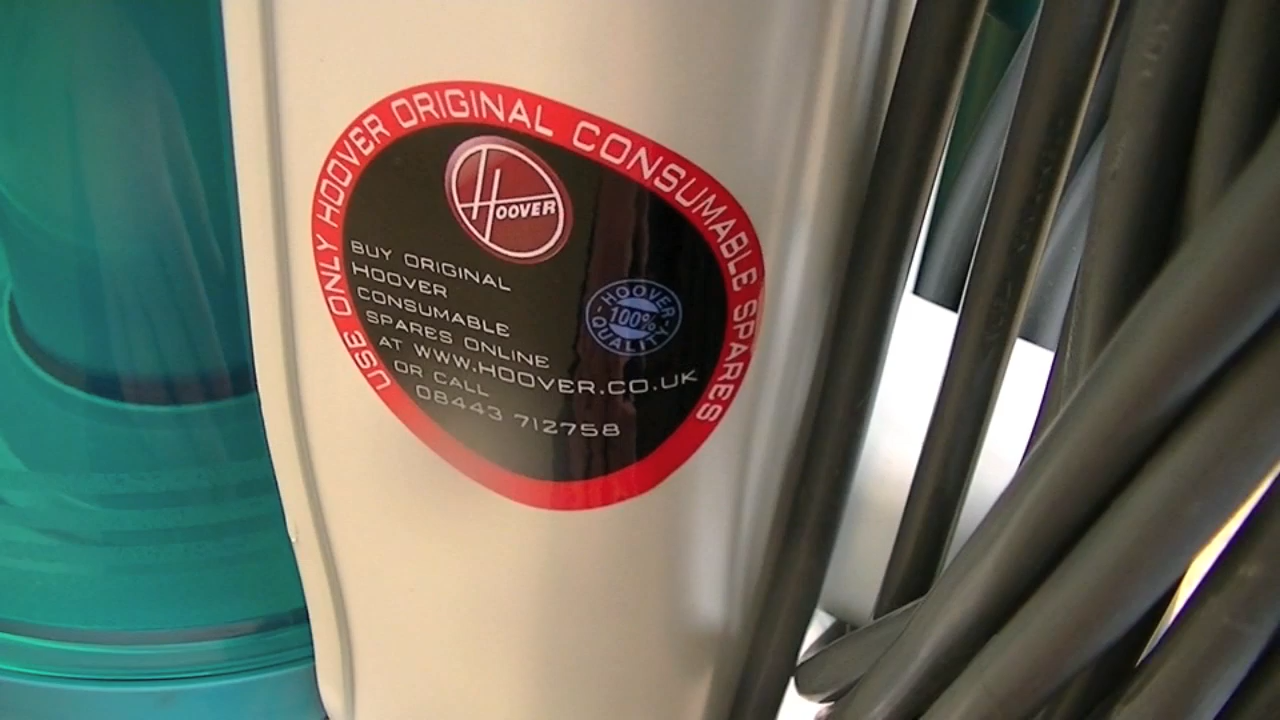 USE ONLY HOOVER ORIGINAL CONSUMABLE SPARES
HOOVER
BUY ORIGINAL
HOOVER
CONSUMABLE
SPARES ONLINE
AT WWW.HOOVER.CO.UK
OR CALL
08443 712758
HOOVER
100%
QUALITY